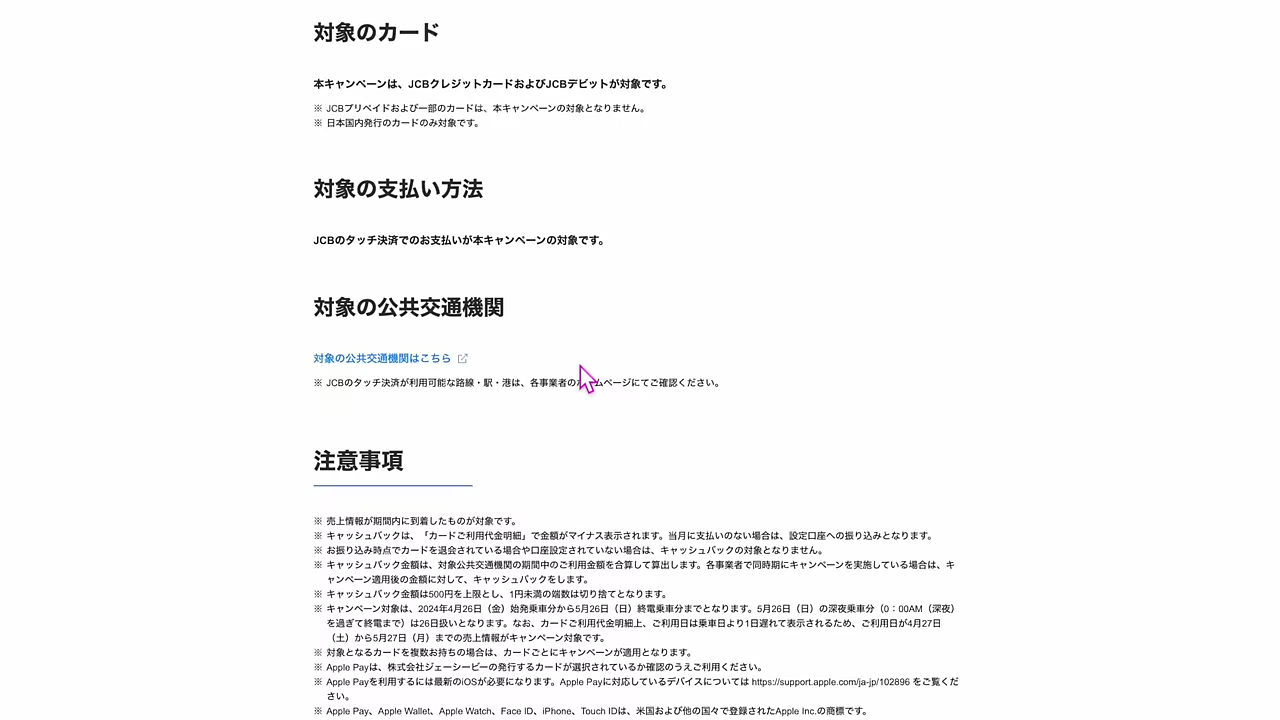 対象のカード
本キャンペーンは、JCBクレジットカードおよびJCBデビットが対象です。
※ JCBプリペイドおよび一部のカードは、本キャンペーンの対象となりません。
※ 日本国内発行のカードのみ対象です。
対象の支払い方法
JCBのタッチ決済でのお支払いが本キャンペーンの対象です。
対象の公共交通機関
対象の公共交通機関はこちら
※ JCBのタッチ決済が利用可能な路線・駅・港は、各事業者のホームページにてご確認ください。
注意事項
※ 売上情報が期間内に到着したものが対象です。
※ キャッシュバックは、「カードご利用代金明細」で金額がマイナス表示されます。当月に支払いのない場合は、設定口座への振り込みとなります。
※ お振り込み時点でカードを退会されている場合や口座設定されていない場合は、キャッシュバックの対象となりません。
※ キャッシュバック金額は、対象公共交通機関の期間中のご利用金額を合算して算出します。各事業者で同時期にキャンペーンを実施している場合は、キ
ャンペーン適用後の金額に対して、キャッシュバックをします。
※ キャッシュバック金額は500円を上限とし、1円未満の端数は切り捨てとなります。
※ キャンペーン対象は、2024年4月26日（金）始発乗車分から5月26日（日）終電乗車分までとなります。5月26日（日）の深夜乗車分（0：00AM（深夜）
を過ぎて終電まで）は26日扱いとなります。なお、カードご利用代金明細上、ご利用日は乗車日より1日遅れて表示されるため、ご利用日が4月27日
（土）から5月27日（月）までの売上情報がキャンペーン対象です。
※ 対象となるカードを複数お持ちの場合は、カードごとにキャンペーンが適用となります。
※ Apple Payは、株式会社ジェーシービーの発行するカードが選択されているか確認のうえご利用ください。
※ Apple Payを利用するには最新のiOSが必要になります。Apple Payに対応しているデバイスについては https://support.apple.com/ja-jp/102896 をご覧くだ
さい。
※ Apple Pay、Apple Wallet、Apple Watch、Face ID、iPhone、Touch IDは、米国および他の国々で登録されたApple Inc.の商標です。